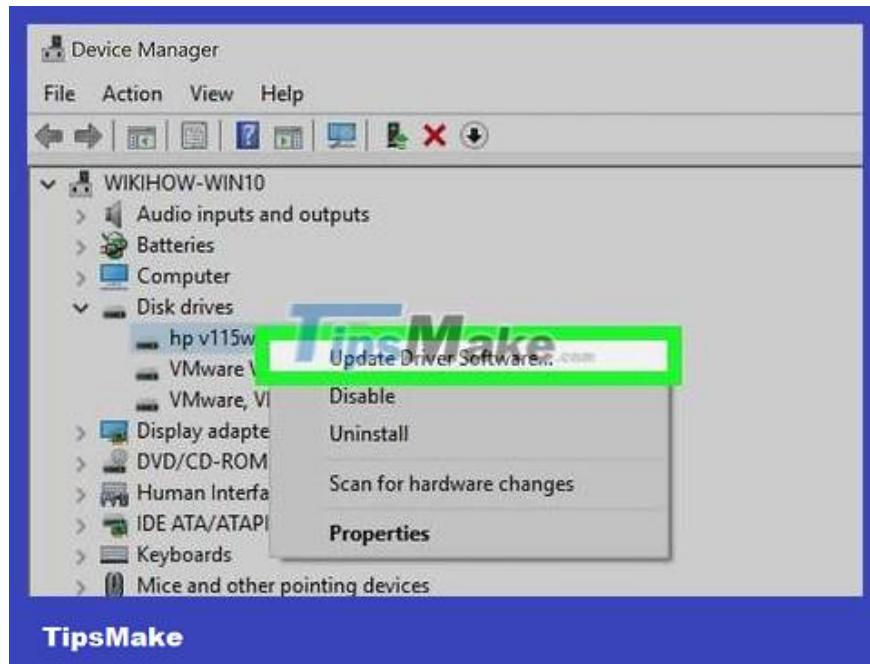 Device Manager
File Action View Help
WIKIHOW-WIN10
Audio inputs and outputs
Batteries
Computer
Disk drives
hp v115w
TipsMake.com
Update Driver Software...
VMware V
Disable
VMware, V
Uninstall
Display adapte
DVD/CD-ROM
Scan for hardware changes
Human Interfa
IDE ATA/ATAPI
Properties
Keyboards
Mice and other pointing devices
TipsMake